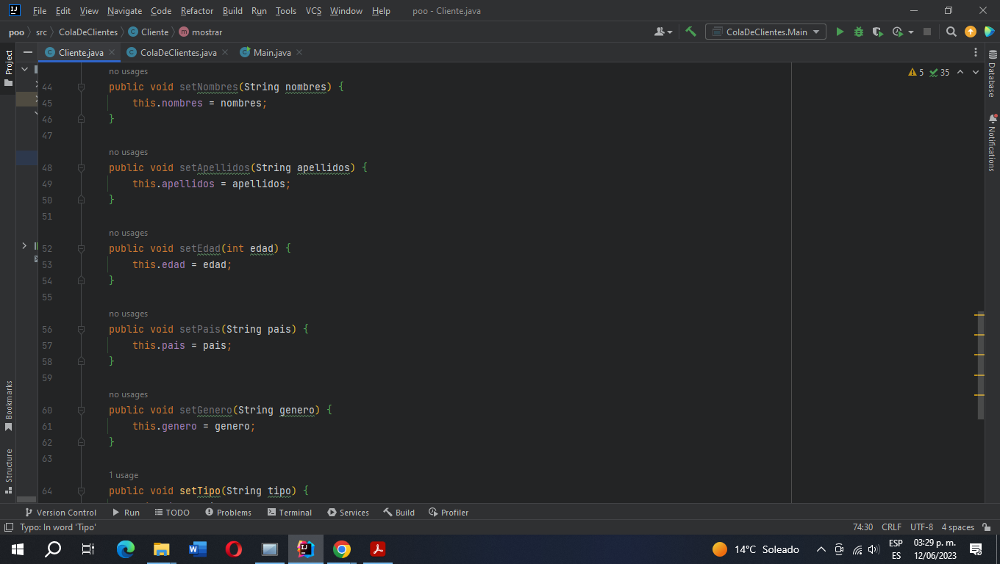 File Edit View Navigate Code Refactor Build Run Tools VCS Window Help poo - Cliente.java
poo src ColaDeClientes Cliente mostrar ColaDeClientes.Main
Cliente.java ColaDeClientes.java Main.java
Project
Bookmarks
Structure
5 35
Database
Notifications
no usages
44 public void setNombres(String nombres) {
45 this.nombres = nombres;
46 }
47
no usages
48 public void setApellidos(String apellidos) {
49 this.apellidos = apellidos;
50 }
51
no usages
52 public void setEdad(int edad) {
53 this.edad = edad;
54 }
55
no usages
56 public void setPais(String pais) {
57 this.pais = pais;
58 }
59
no usages
60 public void setGenero(String genero) {
61 this.genero = genero;
62 }
63
1 usage
64 public void setTipo(String tipo) {
Version Control Run TODO Problems Terminal Services Build Profiler
Typo: In word 'Tipo' 74:30 CRLF UTF-8 4 spaces
14°C Soleado ESP 03:29 p. m.
ES 12/06/2023